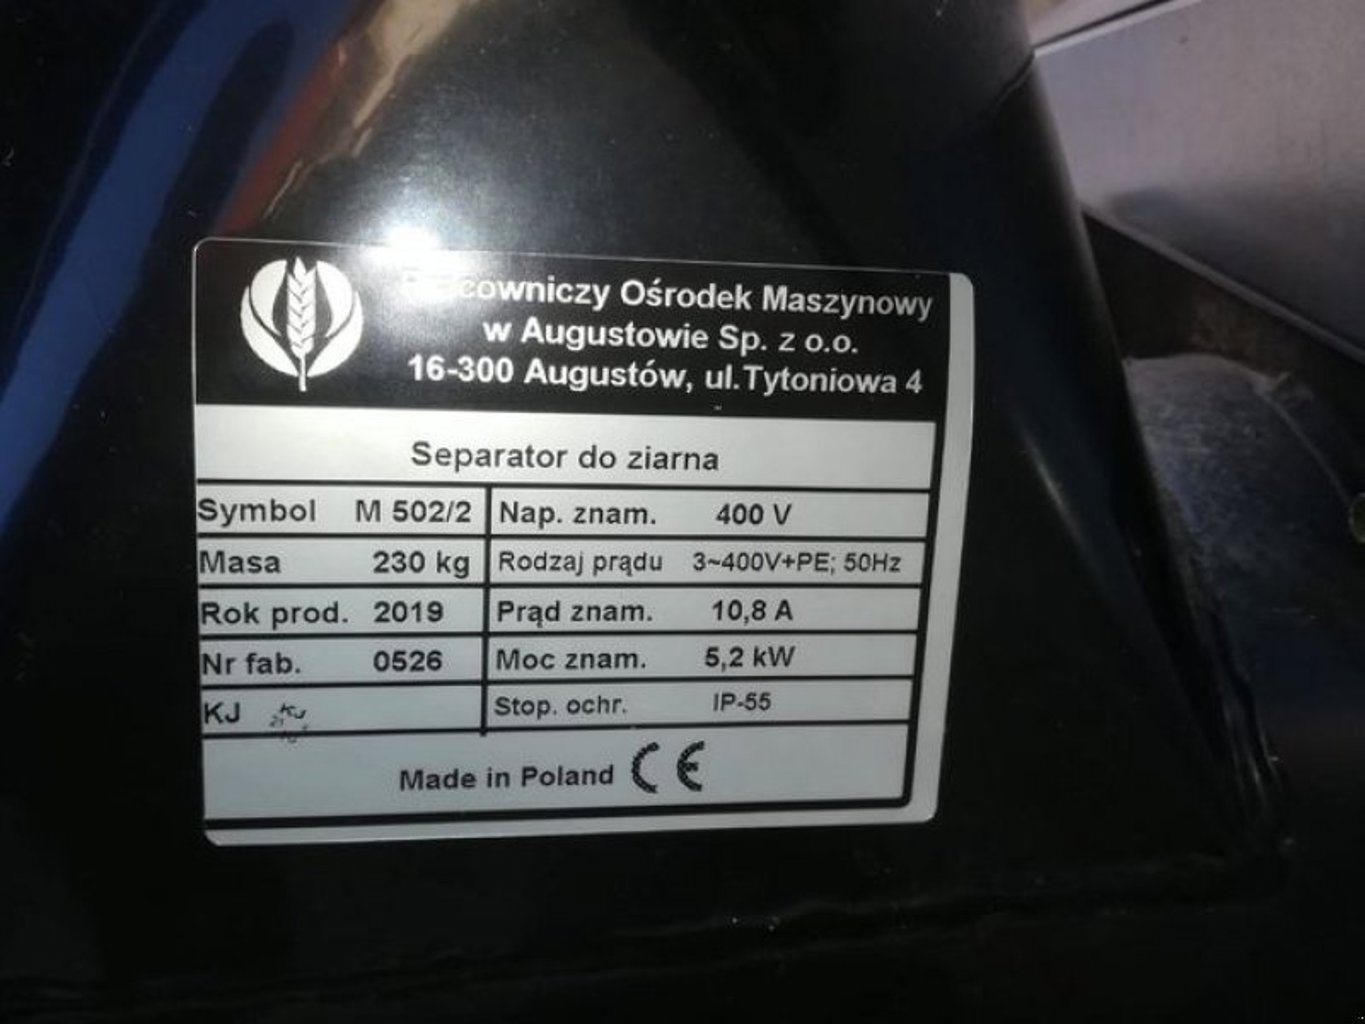 Pracowniczy Ośrodek Maszynowy
w Augustowie Sp. z o.o.
16-300 Augustów, ul.Tytoniowa 4
Separator do ziarna
Symbol M 502/2 Nap. znam. 400 V
Masa 230 kg Rodzaj prądu 3~400V+PE; 50Hz
Rok prod. 2019 Prąd znam. 10,8 A
Nr fab. 0526 Moc znam. 5,2 kW
KJ KJ Stop. ochr. IP-55
Made in Poland CE